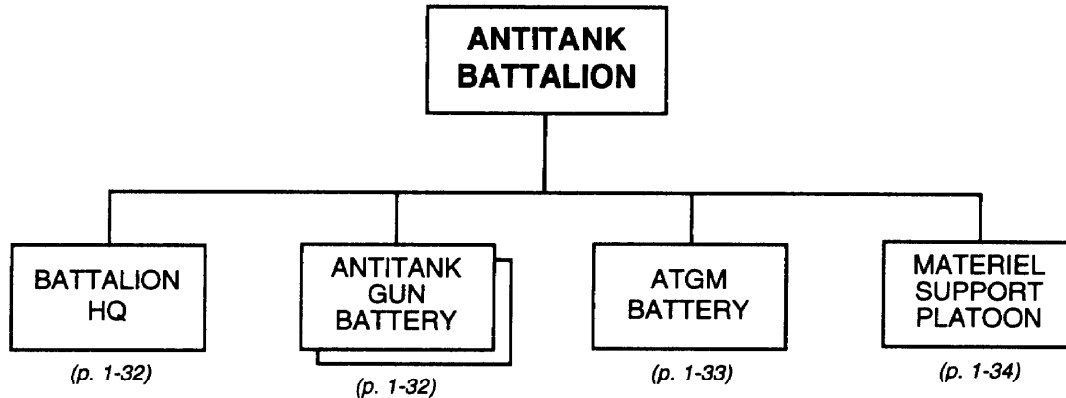 ANTITANK
BATTALION
BATTALION
HQ
(p. 1-32)
ANTITANK
GUN
BATTERY
(p. 1-32)
ATGM
BATTERY
(p. 1-33)
MATERIEL
SUPPORT
PLATOON
(p. 1-34)